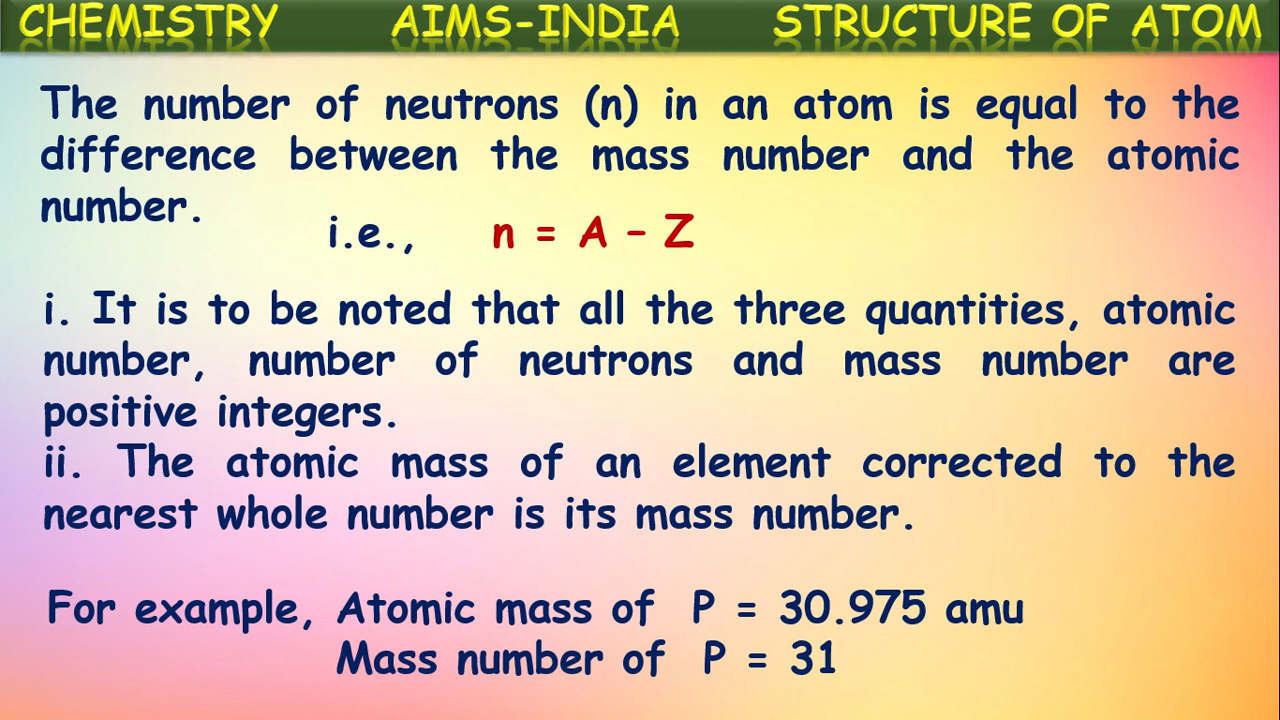 CHEMISTRY AIMS-INDIA STRUCTURE OF ATOM
The number of neutrons (n) in an atom is equal to the
difference between the mass number and the atomic
number.
i.e., n = A – Z
i. It is to be noted that all the three quantities, atomic
number, number of neutrons and mass number are
positive integers.
ii. The atomic mass of an element corrected to the
nearest whole number is its mass number.
For example, Atomic mass of P = 30.975 amu
Mass number of P = 31